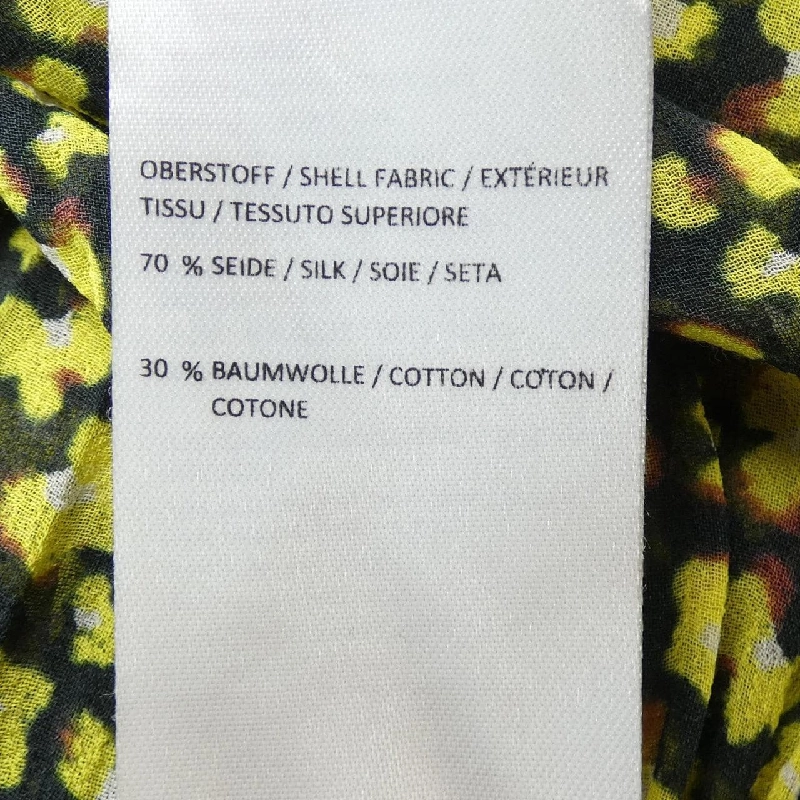 OBERSTOFF / SHELL FABRIC / EXTÉRIEUR
TISSU / TESSUTO SUPERIORE
70 % SEIDE / SILK / SOIE / SETA
30 % BAUMWOLLE / COTTON / COTON /
COTONE